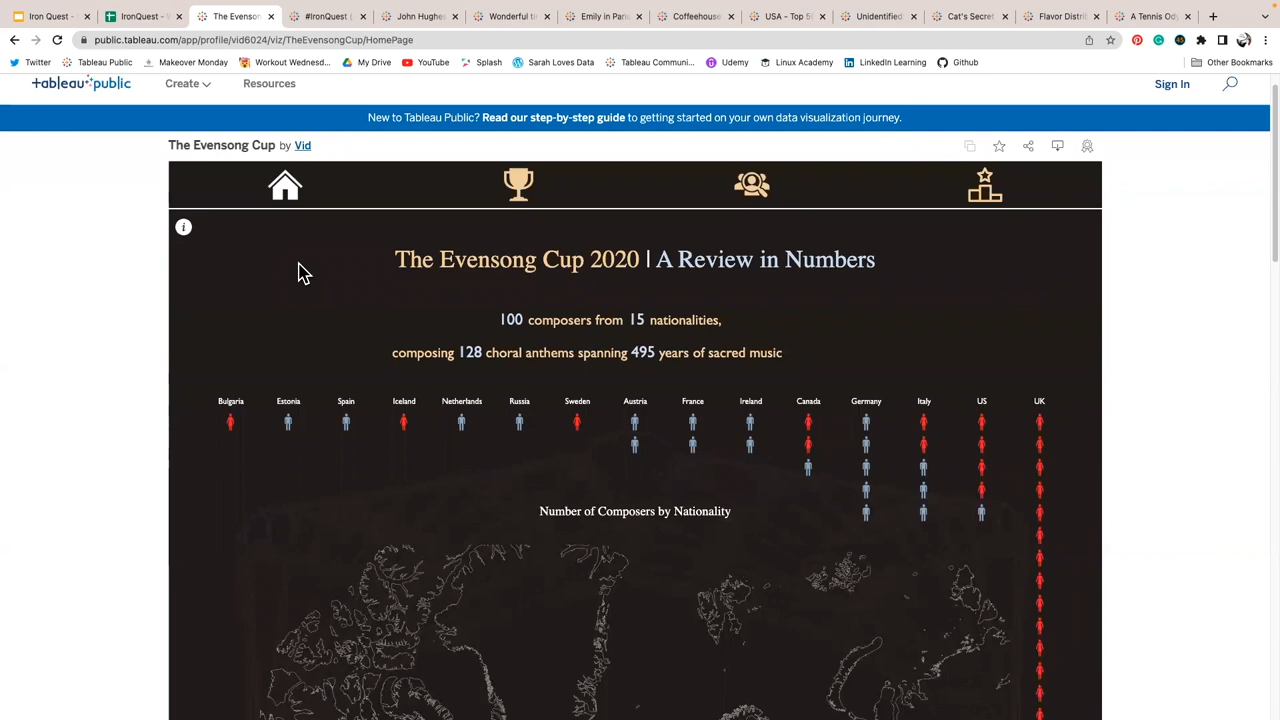 Iron Quest -
IronQuest - W
The Evenson
#IronQuest (
John Hughes
Wonderful tir
Emily in Paris
Coffeehouse
USA - Top 5
Unidentified
Cat's Secret
Flavor Distri
A Tennis Ody
public.tableau.com/app/profile/vid6024/viz/TheEvensongCup/HomePage
Twitter
Tableau Public
Makeover Monday
Workout Wednesd...
My Drive
YouTube
Splash
Sarah Loves Data
Tableau Communi...
Udemy
Linux Academy
LinkedIn Learning
Github
Other Bookmarks
tableau public
Create
Resources
Sign In
New to Tableau Public? Read our step-by-step guide to getting started on your own data visualization journey.
The Evensong Cup by Vid
i
The Evensong Cup 2020 | A Review in Numbers
100 composers from 15 nationalities,
composing 128 choral anthems spanning 495 years of sacred music
Bulgaria
Estonia
Spain
Iceland
Netherlands
Russia
Sweden
Austria
France
Ireland
Canada
Germany
Italy
US
UK
Number of Composers by Nationality